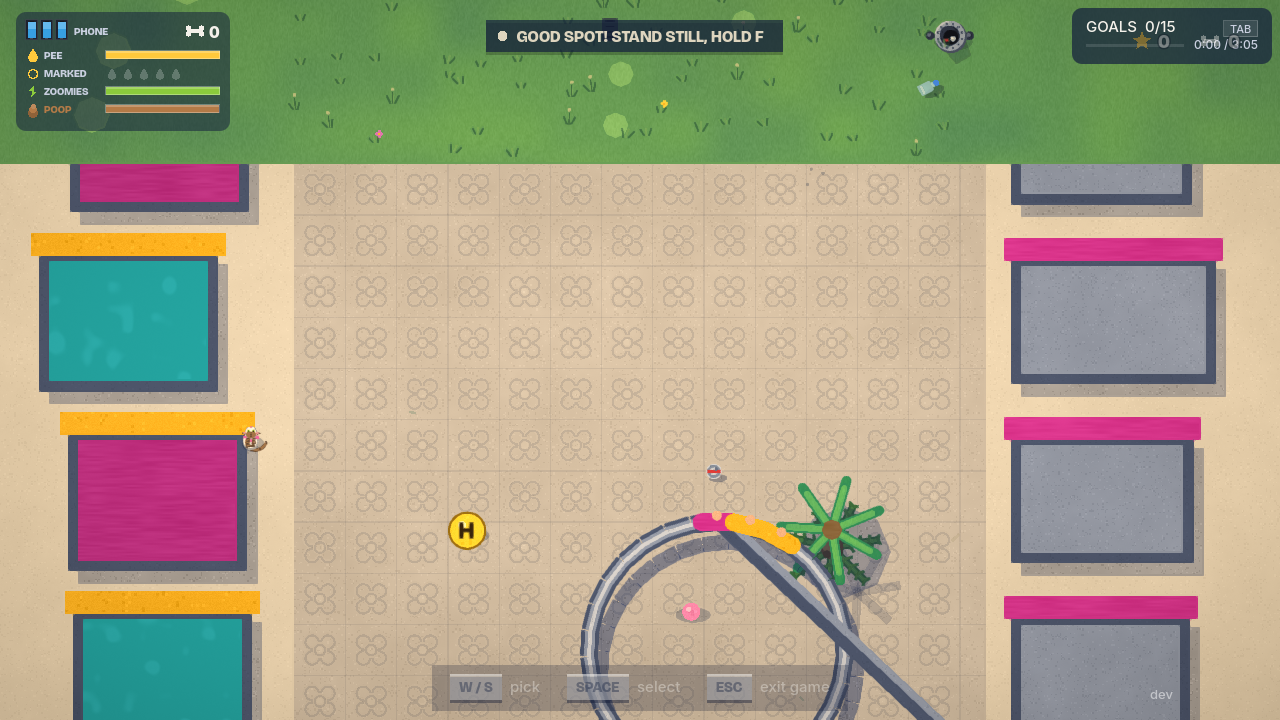 PHONE
0
PEE
MARKED
ZOOMIES
POOP
GOOD SPOT! STAND STILL, HOLD F
GOALS 0/15
TAB
0
0:00 / 3:05
H
W / S pick SPACE select ESC exit game
dev